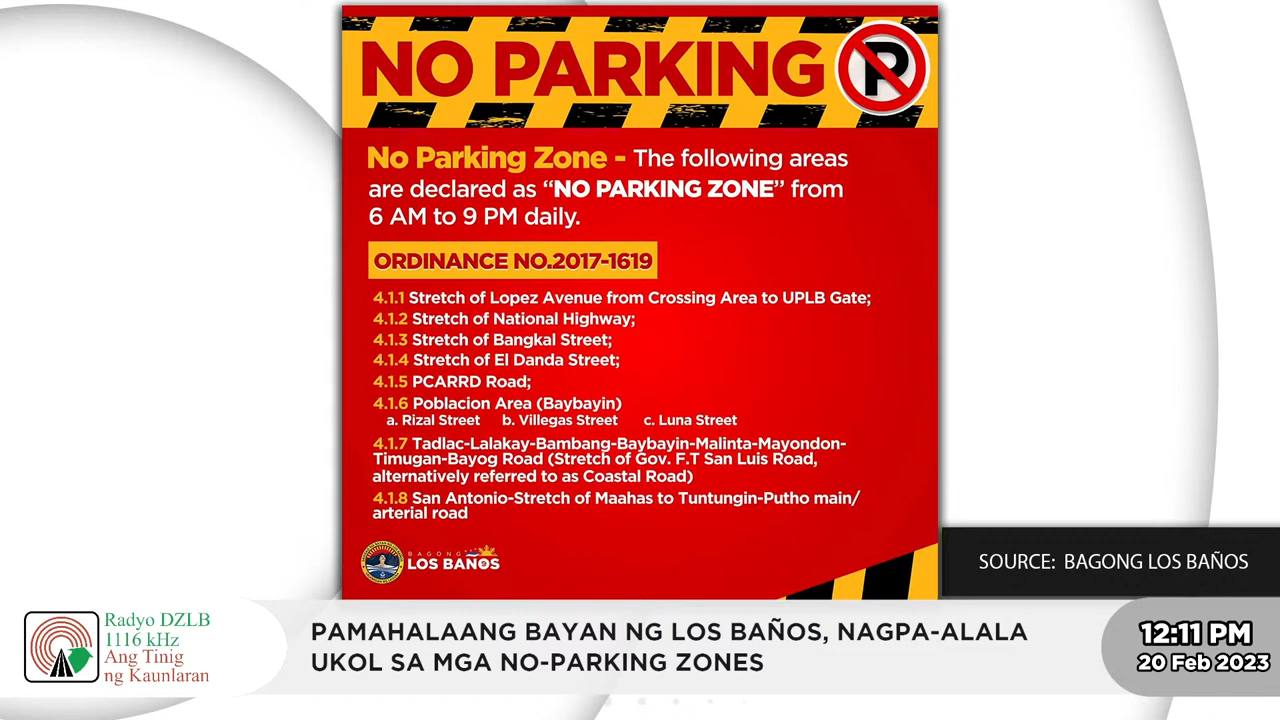 NO PARKING P
No Parking Zone - The following areas
are declared as “NO PARKING ZONE” from
6 AM to 9 PM daily.
ORDINANCE NO.2017-1619
4.1.1 Stretch of Lopez Avenue from Crossing Area to UPLB Gate;
4.1.2 Stretch of National Highway;
4.1.3 Stretch of Bangkal Street;
4.1.4 Stretch of El Danda Street;
4.1.5 PCARRD Road;
4.1.6 Poblacion Area (Baybayin)
a. Rizal Street b. Villegas Street c. Luna Street
4.1.7 Tadlac-Lalakay-Bambang-Baybayin-Malinta-Mayondon-
Timugan-Bayog Road (Stretch of Gov. F.T San Luis Road,
alternatively referred to as Coastal Road)
4.1.8 San Antonio-Stretch of Maahas to Tuntungin-Putho main/
arterial road
BAGONG
LOS BAÑOS
SOURCE: BAGONG LOS BAÑOS
Radyo DZLB
1116 kHz
Ang Tinig
ng Kaunlaran
PAMAHALAANG BAYAN NG LOS BAÑOS, NAGPA-ALALA
UKOL SA MGA NO-PARKING ZONES
12:11 PM
20 Feb 2023